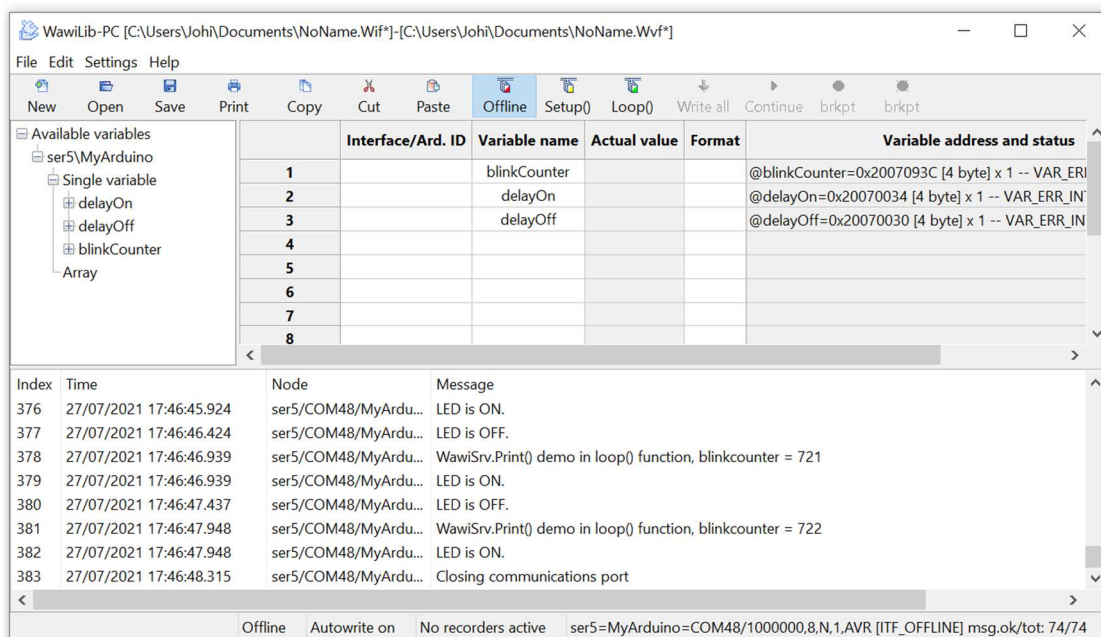 WawiLib-PC [C:\Users\Johi\Documents\NoName.Wif*]-[C:\Users\Johi\Documents\NoName.Wvf*]
File Edit Settings Help
New Open Save Print Copy Cut Paste Offline Setup() Loop() Write all Continue brkpt brkpt
Available variables
ser5\MyArduino
Single variable
delayOn
delayOff
blinkCounter
Array
Interface/Ard. ID Variable name Actual value Format Variable address and status
1 blinkCounter @blinkCounter=0x2007093C [4 byte] x 1 -- VAR_ERI
2 delayOn @delayOn=0x20070034 [4 byte] x 1 -- VAR_ERR_IN
3 delayOff @delayOff=0x20070030 [4 byte] x 1 -- VAR_ERR_IN
4
5
6
7
8
Index Time Node Message
376 27/07/2021 17:46:45.924 ser5/COM48/MyArdu... LED is ON.
377 27/07/2021 17:46:46.424 ser5/COM48/MyArdu... LED is OFF.
378 27/07/2021 17:46:46.939 ser5/COM48/MyArdu... WawiSrv.Print() demo in loop() function, blinkcounter = 721
379 27/07/2021 17:46:46.939 ser5/COM48/MyArdu... LED is ON.
380 27/07/2021 17:46:47.437 ser5/COM48/MyArdu... LED is OFF.
381 27/07/2021 17:46:47.948 ser5/COM48/MyArdu... WawiSrv.Print() demo in loop() function, blinkcounter = 722
382 27/07/2021 17:46:47.948 ser5/COM48/MyArdu... LED is ON.
383 27/07/2021 17:46:48.315 ser5/COM48/MyArdu... Closing communications port
Offline Autowrite on No recorders active ser5=MyArduino=COM48/1000000,8,N,1,AVR [ITF_OFFLINE] msg.ok/tot: 74/74